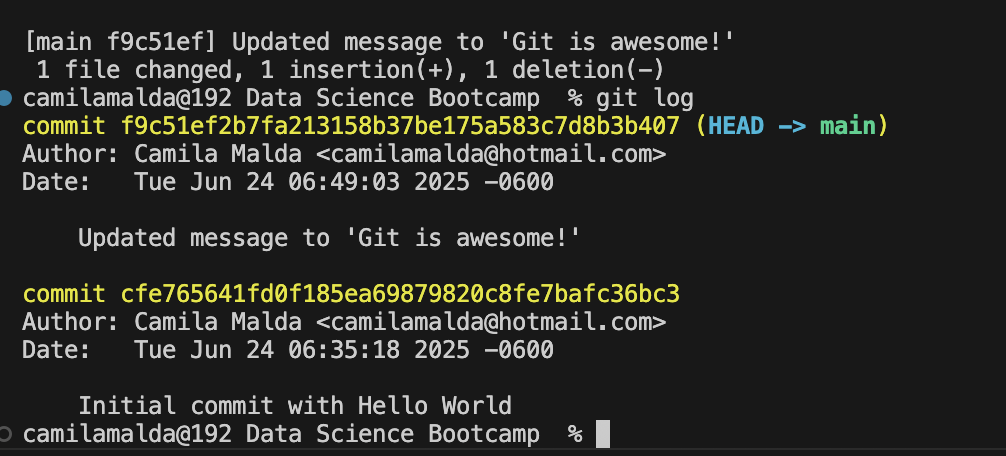 [main f9c51ef] Updated message to 'Git is awesome!'
1 file changed, 1 insertion(+), 1 deletion(-)
camilamalda@192 Data Science Bootcamp % git log
commit f9c51ef2b7fa213158b37be175a583c7d8b3b407 (HEAD -> main)
Author: Camila Malda <camilamalda@hotmail.com>
Date: Tue Jun 24 06:49:03 2025 -0600
Updated message to 'Git is awesome!'
commit cfe765641fd0f185ea69879820c8fe7bafc36bc3
Author: Camila Malda <camilamalda@hotmail.com>
Date: Tue Jun 24 06:35:18 2025 -0600
Initial commit with Hello World
camilamalda@192 Data Science Bootcamp %